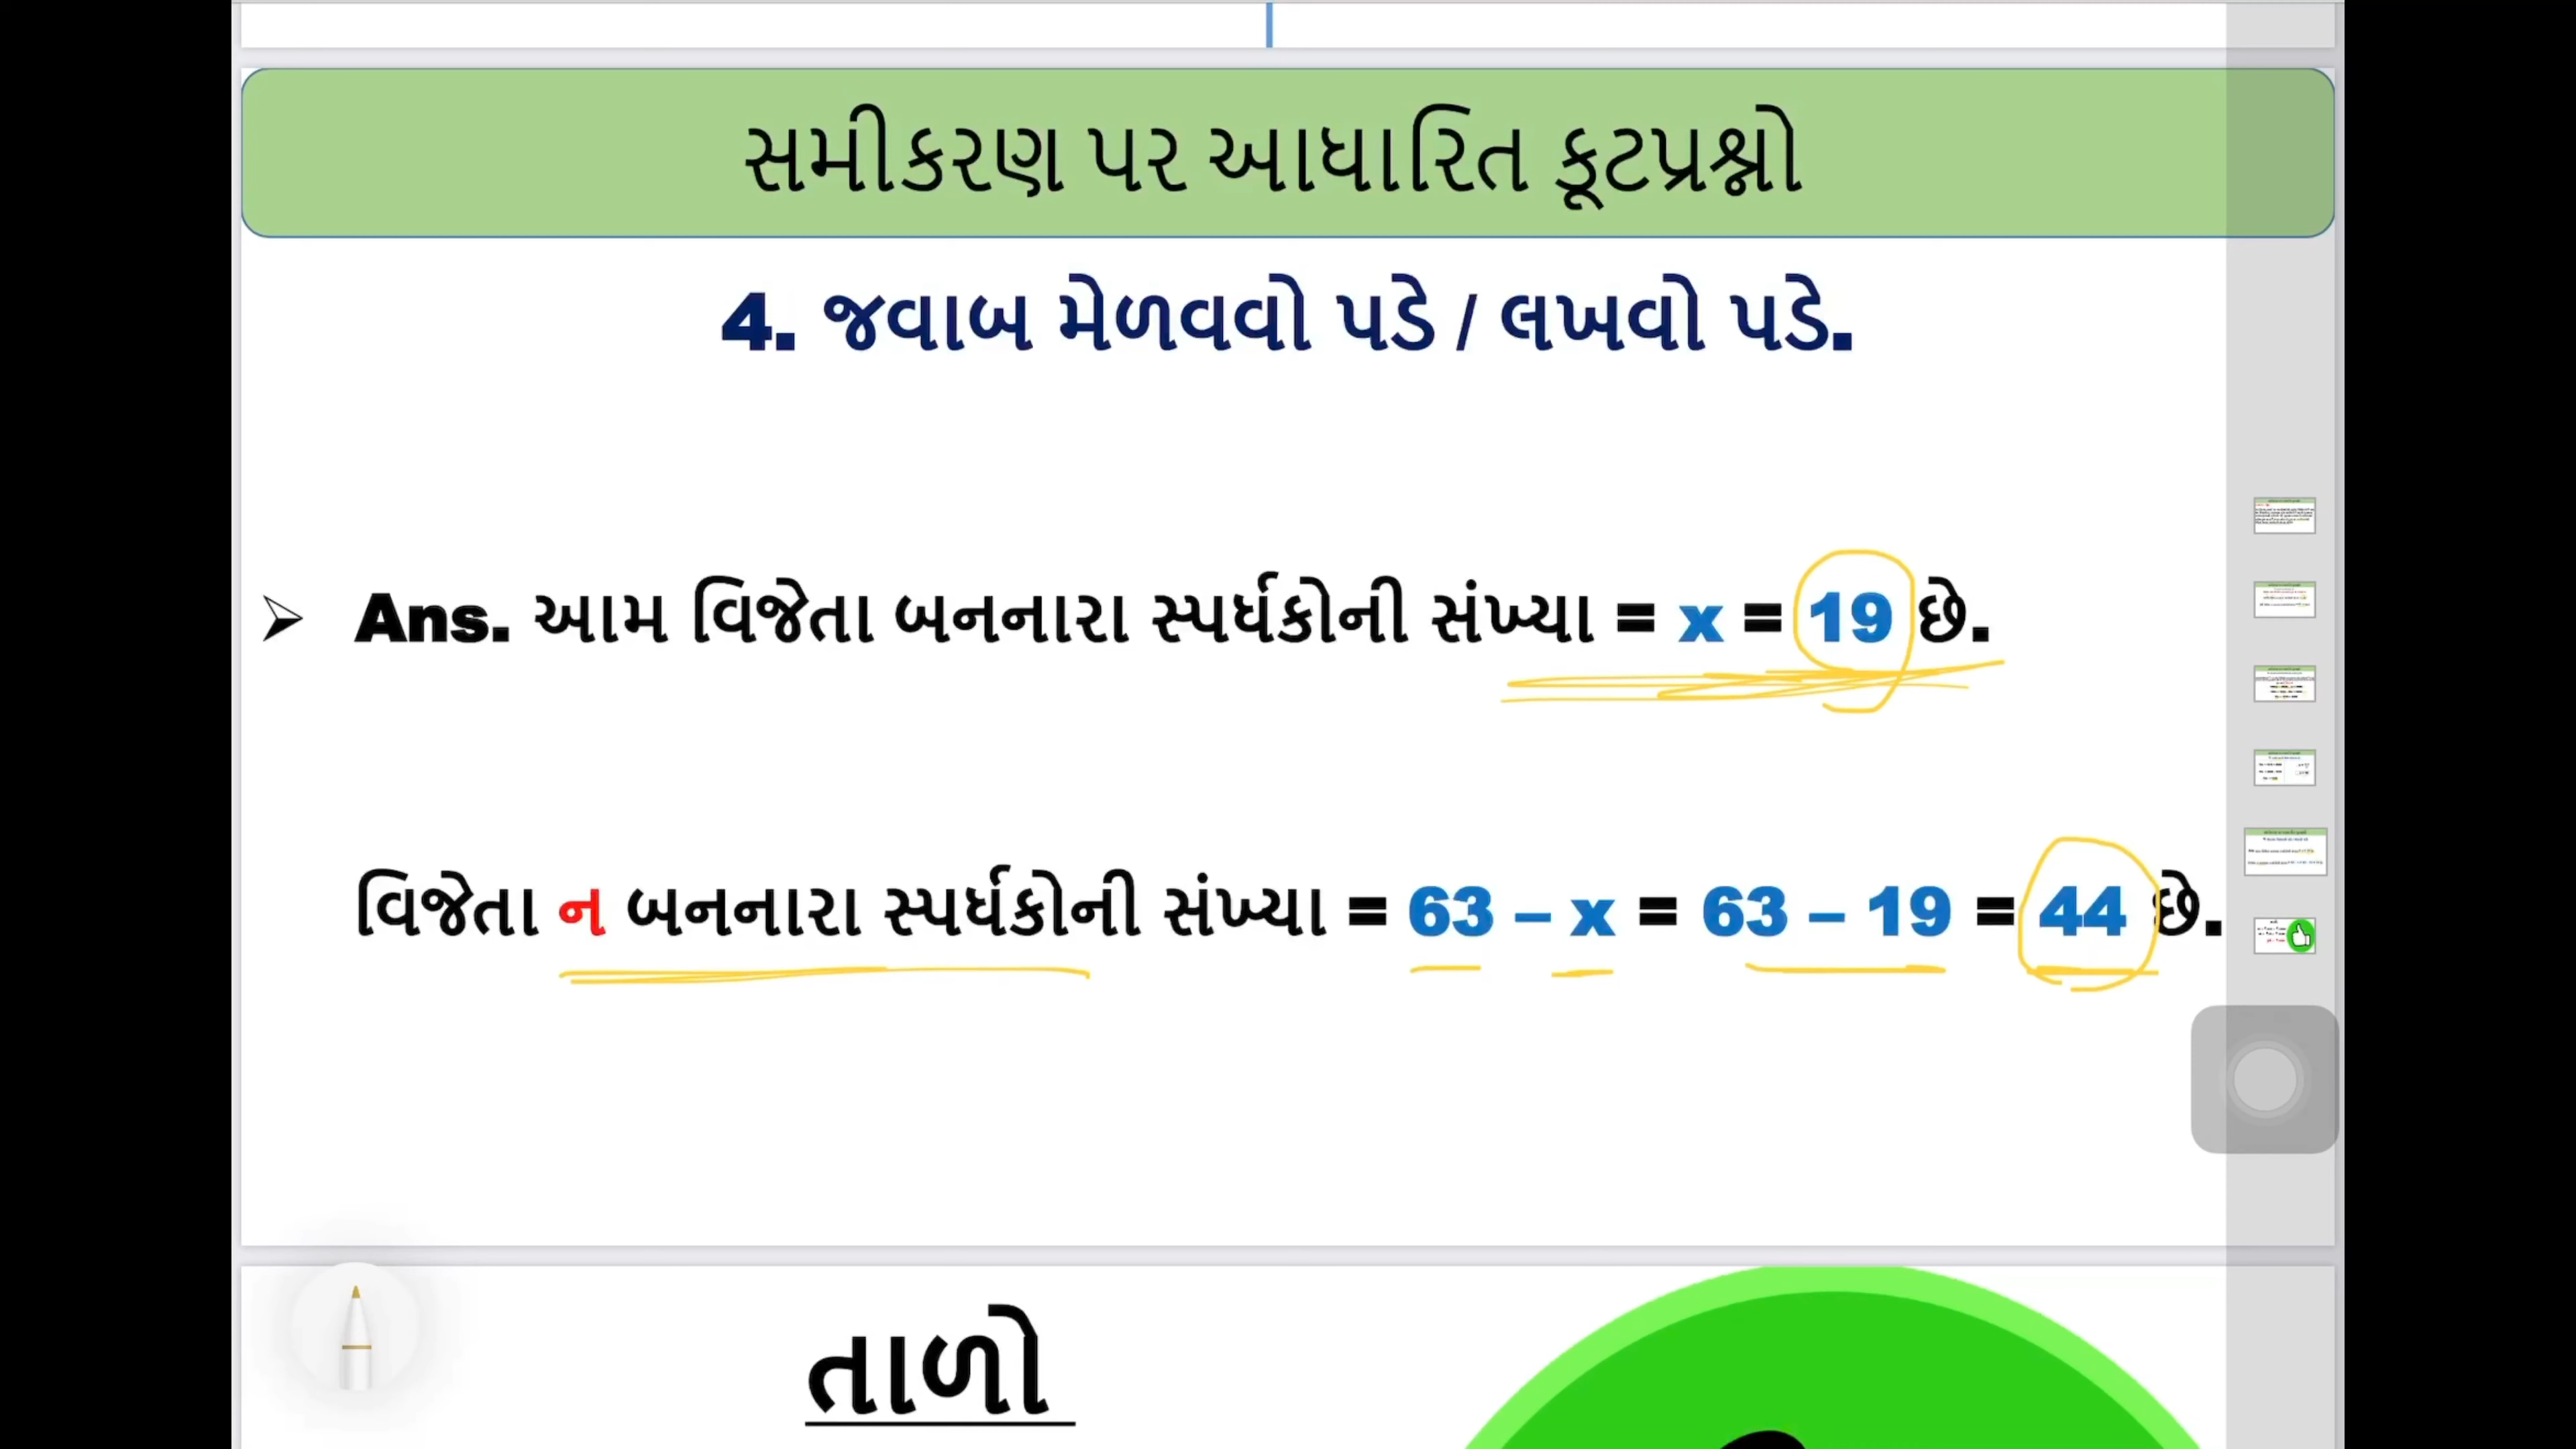 સમીકરણ પર આધારિત કૂટપ્રશ્નો
4. જવાબ મેળવવો પડે / લખવો પડે.
➢ Ans. આમ વિજેતા બનનારા સ્પર્ધકોની સંખ્યા = x = 19 છે.
વિજેતા ન બનનારા સ્પર્ધકોની સંખ્યા = 63 – x = 63 – 19 = 44 છે.
તાળો